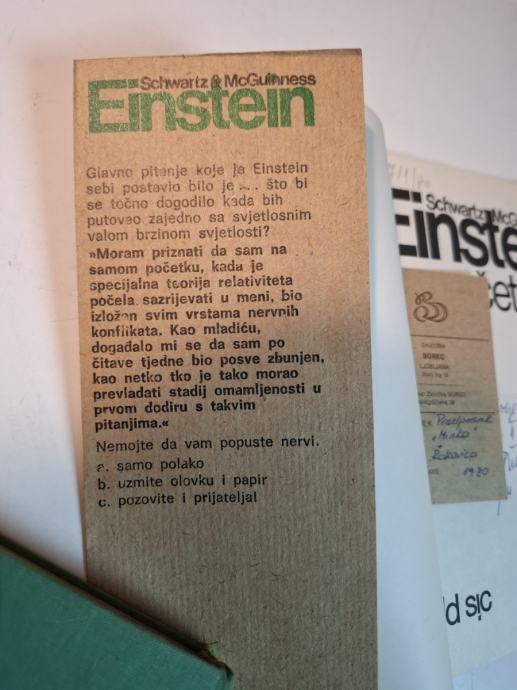 Schwartz & McGuinness
Einstein
Glavno pitanje koje je Einstein
sebi postavio bilo je ... što bi
se točno dogodilo kada bih
putovao zajedno sa svjetlosnim
valom brzinom svjetlosti?
»Moram priznati da sam na
samom početku, kada je
specijalna teorija relativiteta
počela sazrijevati u meni, bio
izložen svim vrstama nervnih
konflikata. Kao mladiću,
događalo mi se da sam po
čitave tjedne bio posve zbunjen,
kao netko tko je tako morao
prevladati stadij omamljenosti u
prvom dodiru s takvim
pitanjima.«
Nemojte da vam popuste nervi.
a. samo polako
b. uzmite olovku i papir
c. pozovite i prijatelja!
Schwartz & McGu
Einste
čet
BOREC
LJUBLJANA
1980
d sic